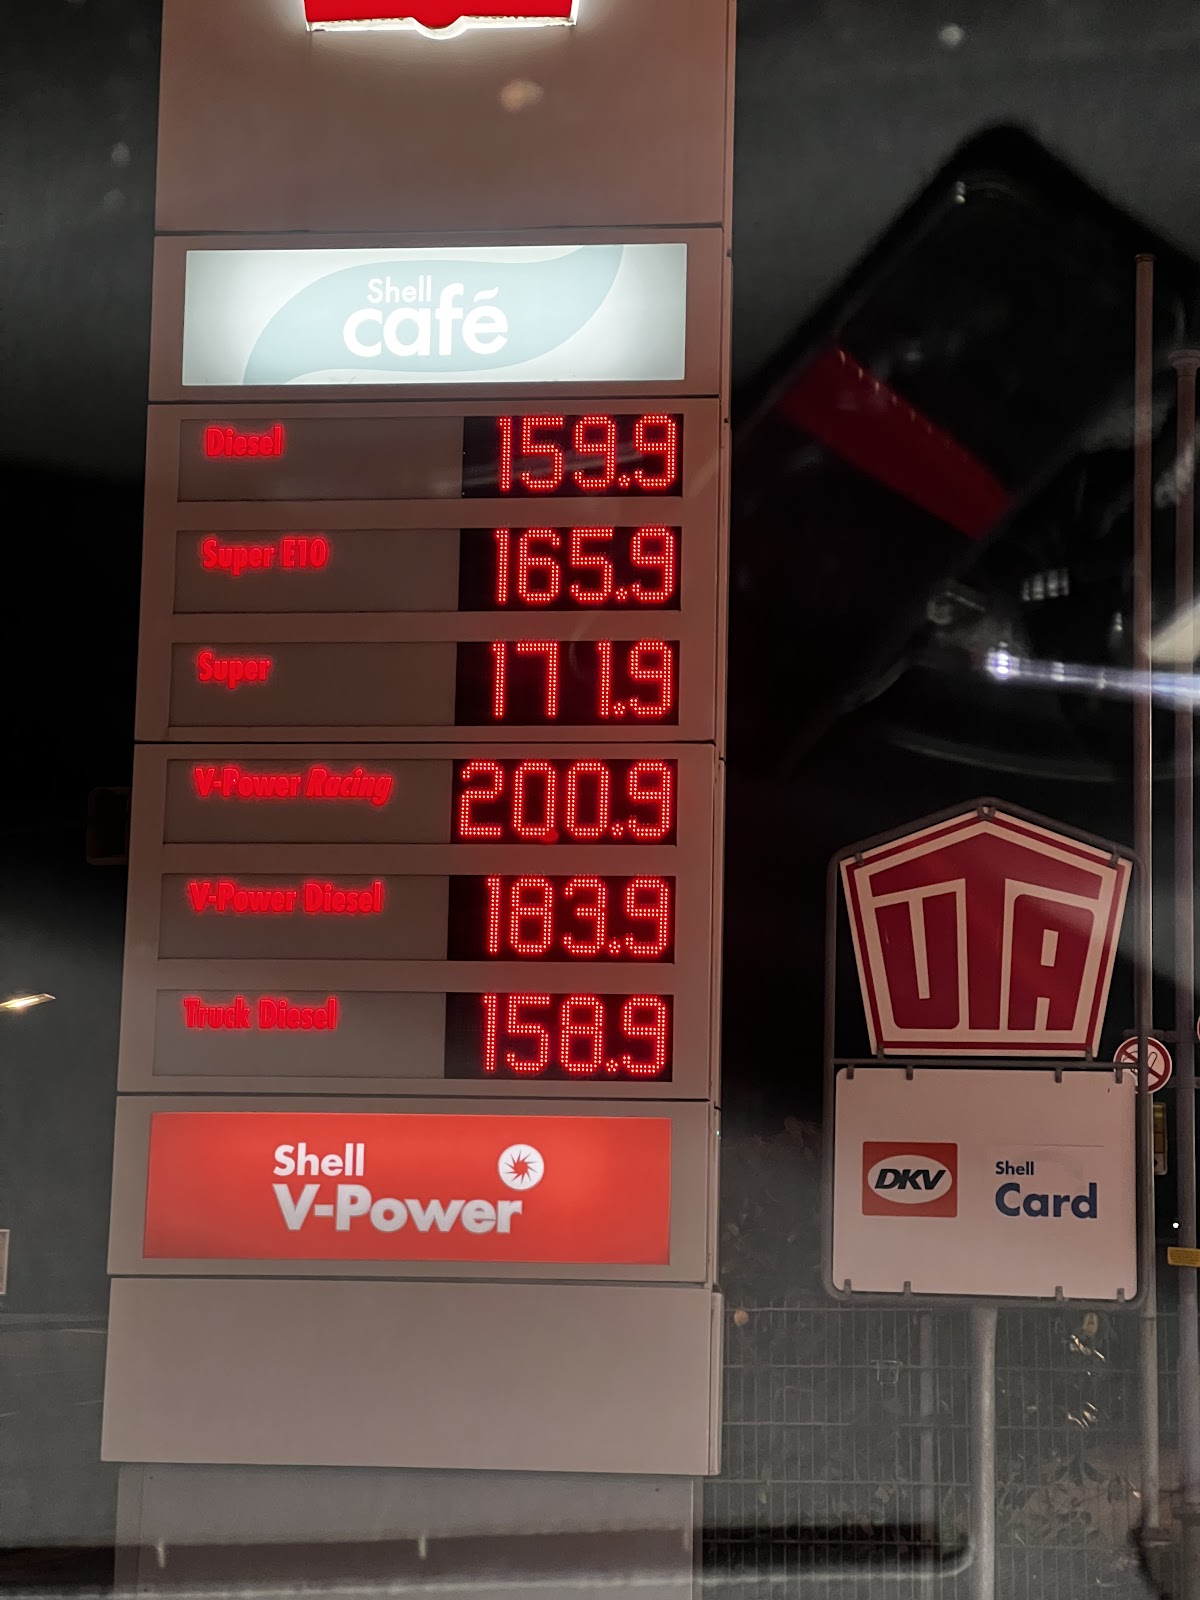 Shell
café
Diesel 159.9
Super E10 165.9
Super 171.9
V-Power Racing 200.9
V-Power Diesel 183.9
Truck Diesel 158.9
Shell
V-Power
UTA
DKV
Shell
Card